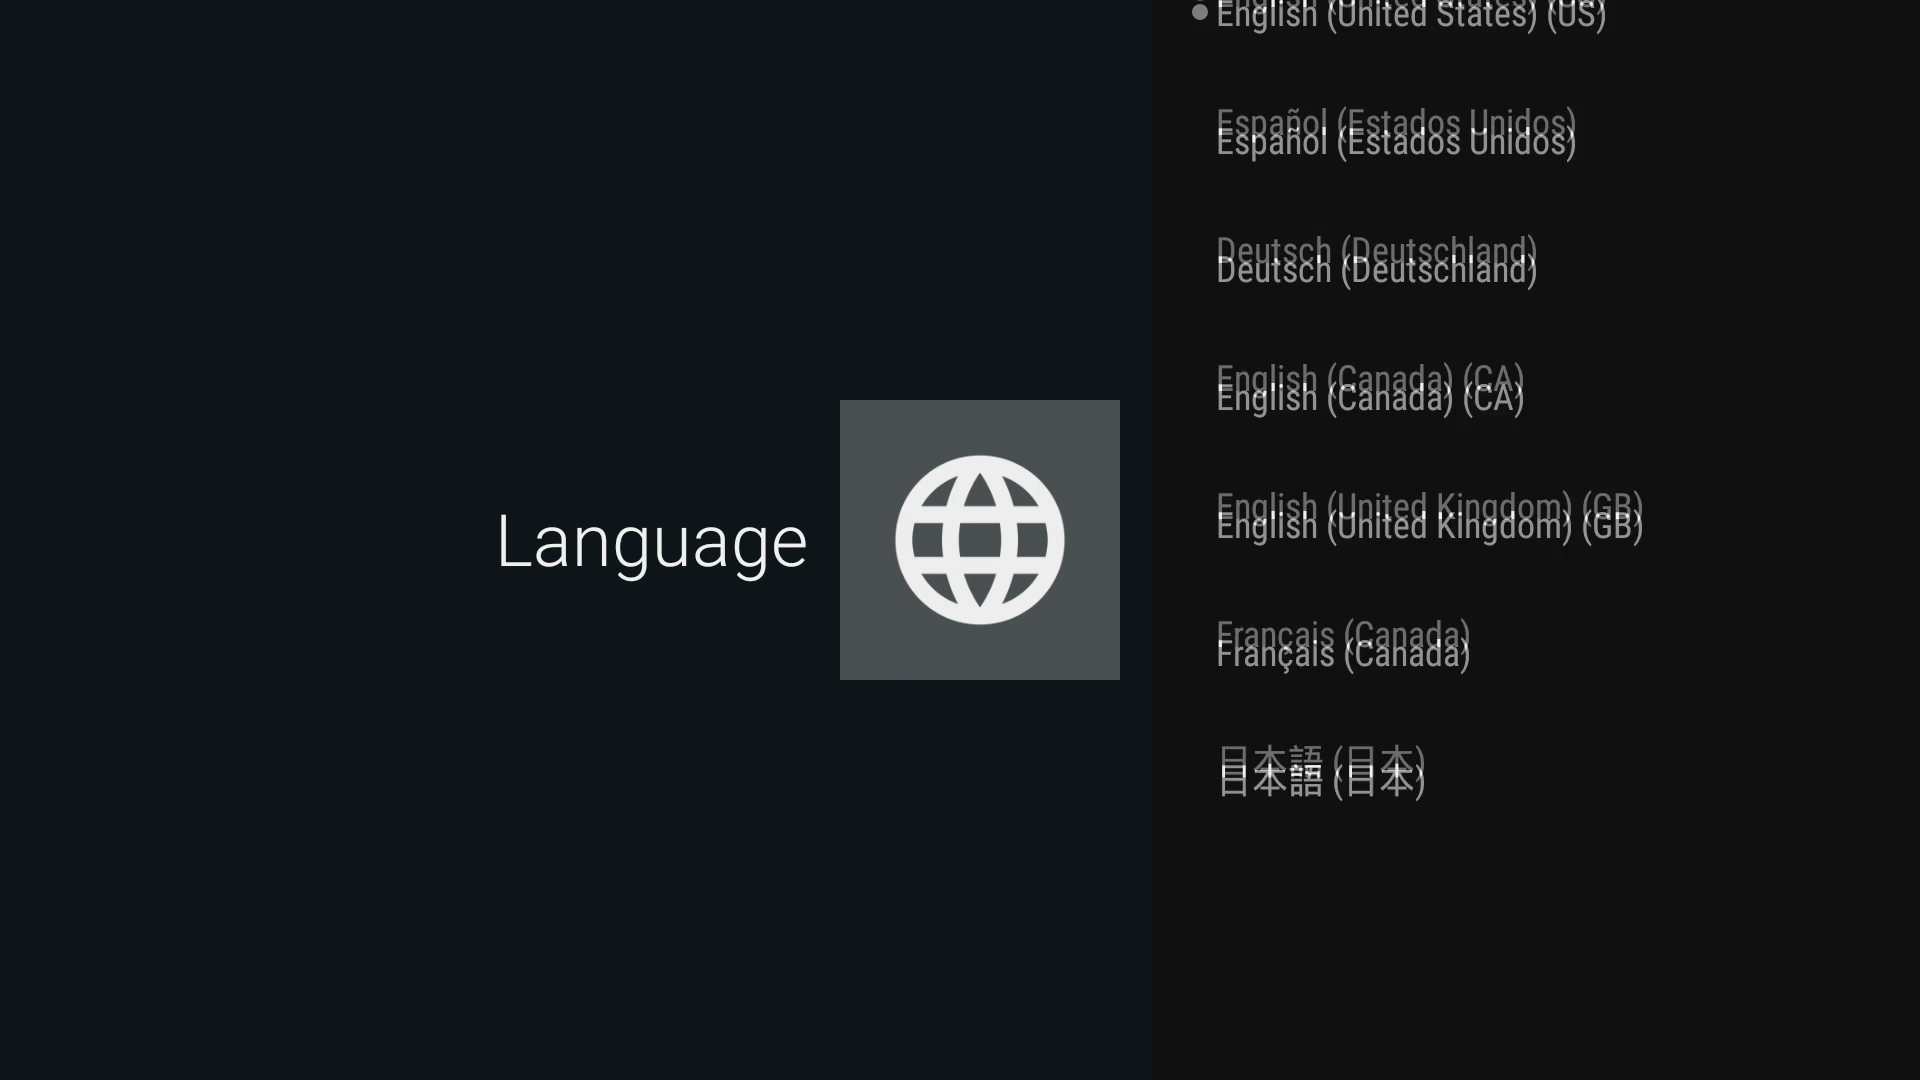 English (United States) (US)
Español (Estados Unidos)
Deutsch (Deutschland)
English (Canada) (CA)
Language
English (United Kingdom) (GB)
Français (Canada)
日本語 (日本)